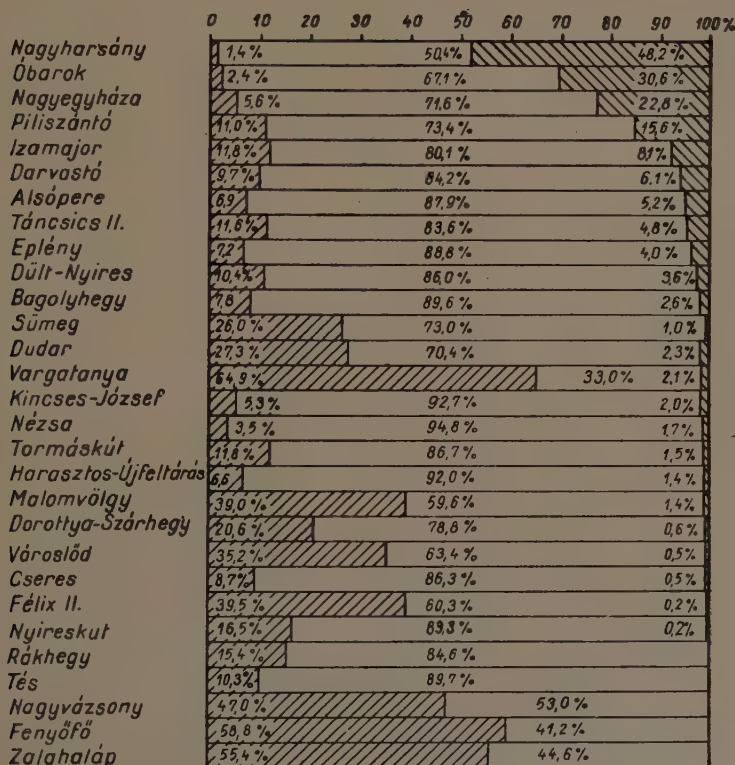 0 10 20 30 40 50 60 70 80 90 100%
Nagyharsány 1,4% 50,4% 48,2%
Óbarok 2,4% 67,1% 30,6%
Nagyegyháza 5,6% 71,6% 22,8%
Piliszántó 11,0% 73,4% 15,6%
Izamajor 11,8% 80,1% 8,1%
Darvastó 9,7% 84,2% 6,1%
Alsópere 6,9 87,9% 5,2%
Táncsics II. 11,6% 83,6% 4,8%
Eplény 7,2 88,8% 4,0%
Dült-Nyires 10,4% 86,0% 3,6%
Bagolyhegy 7,8 89,6% 2,6%
Sümeg 26,0% 73,0% 1,0%
Dudar 27,3% 70,4% 2,3%
Vargatanya 64,9% 33,0% 2,1%
Kincses-József 5,3% 92,7% 2,0%
Nézsa 3,5% 94,8% 1,7%
Tormáskút 11,8% 86,7% 1,5%
Harasztos-Újfeltárás 6,6 92,0% 1,4%
Malomvölgy 39,0% 59,6% 1,4%
Dorottya-Szárhegy 20,6% 78,8% 0,6%
Városlőd 35,2% 63,4% 0,5%
Cseres 8,7% 86,3% 0,5%
Félix II. 39,5% 60,3% 0,2%
Nyireskut 16,5% 83,3% 0,2%
Rákhegy 15,4% 84,6%
Tés 10,3% 89,7%
Nagyvázsony 47,0% 53,0%
Fenyőfő 58,8% 41,2%
Zalahaláp 55,4% 44,6%